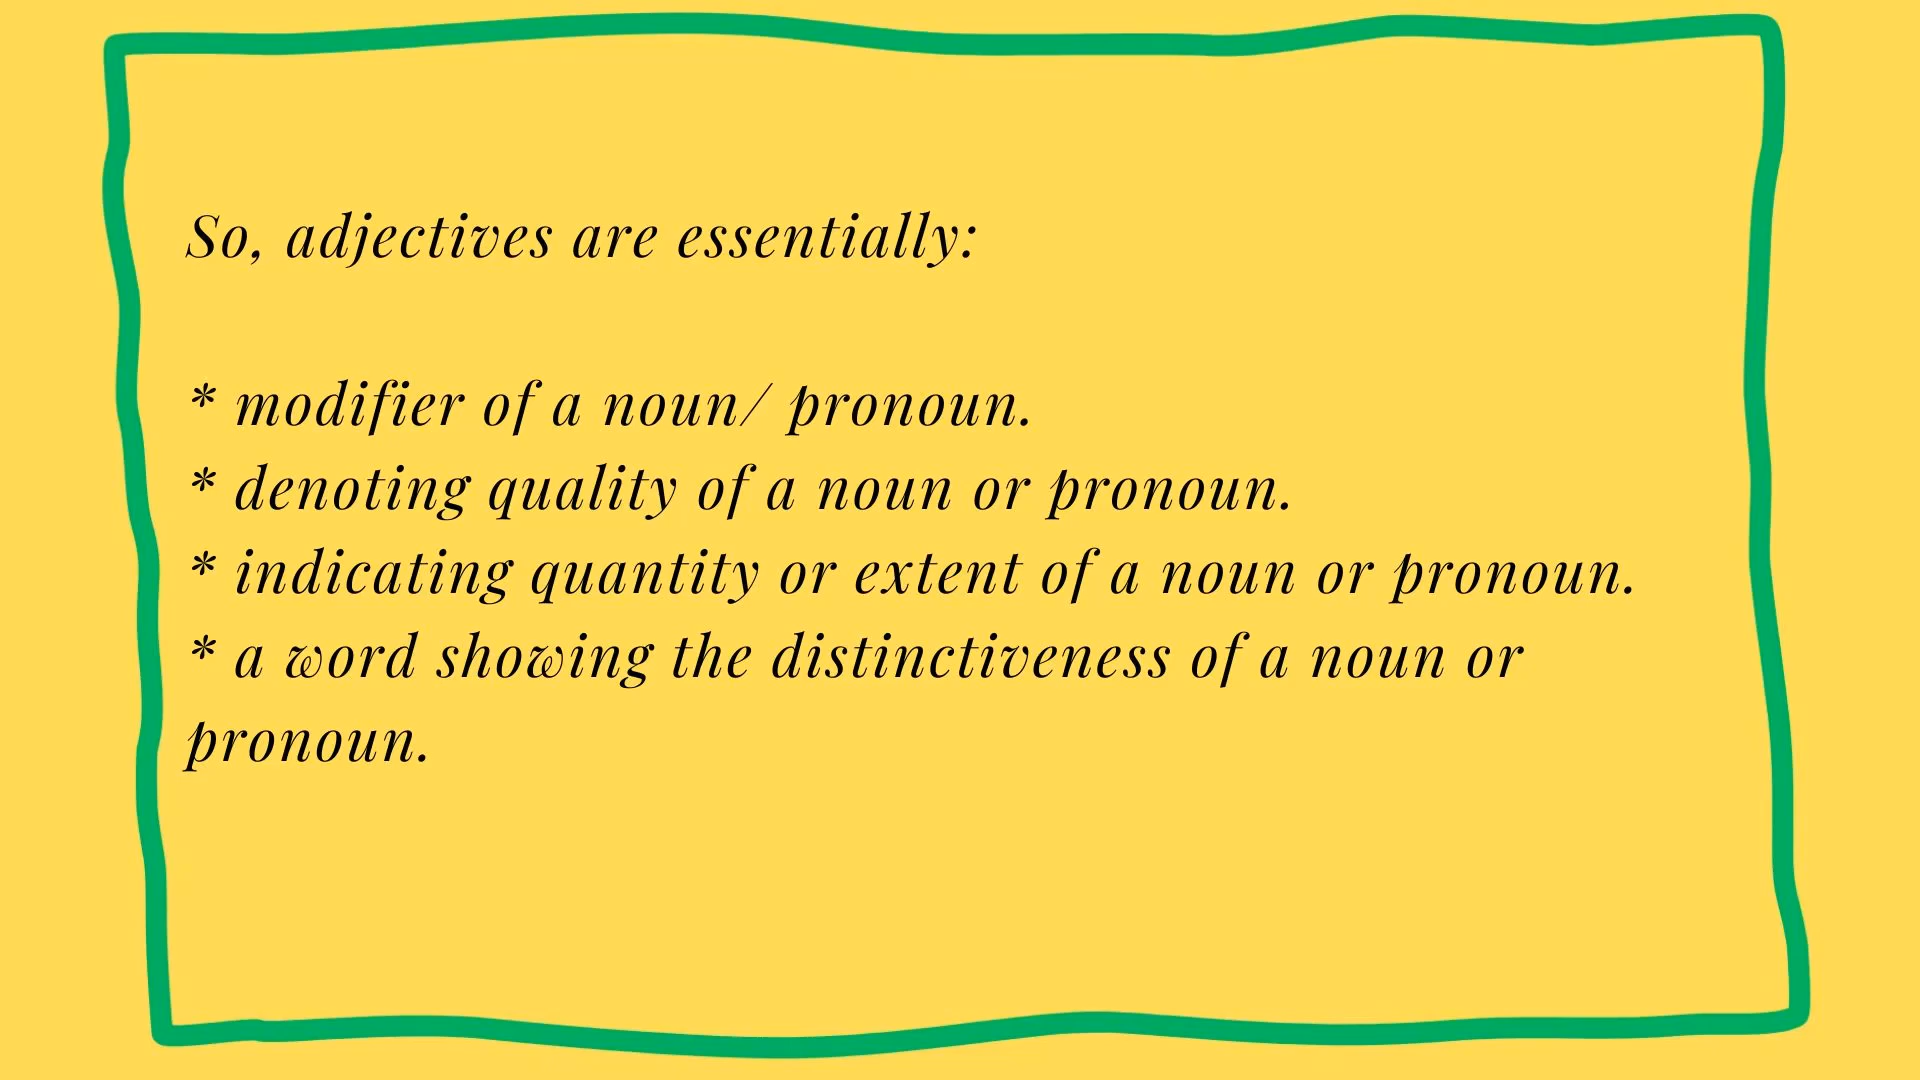 So, adjectives are essentially:
* modifier of a noun/ pronoun.
* denoting quality of a noun or pronoun.
* indicating quantity or extent of a noun or pronoun.
* a word showing the distinctiveness of a noun or
pronoun.